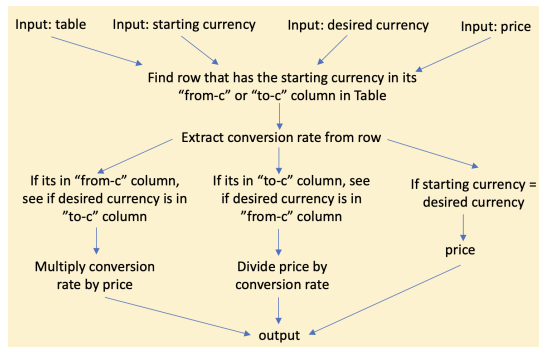 Input: table
Input: starting currency
Input: desired currency
Input: price
Find row that has the starting currency in its
“from-c” or “to-c” column in Table
Extract conversion rate from row
If its in “from-c” column,
see if desired currency is in
”to-c” column
If its in “to-c” column, see
if desired currency is in
”from-c” column
If starting currency =
desired currency
Multiply conversion
rate by price
Divide price by
conversion rate
price
output